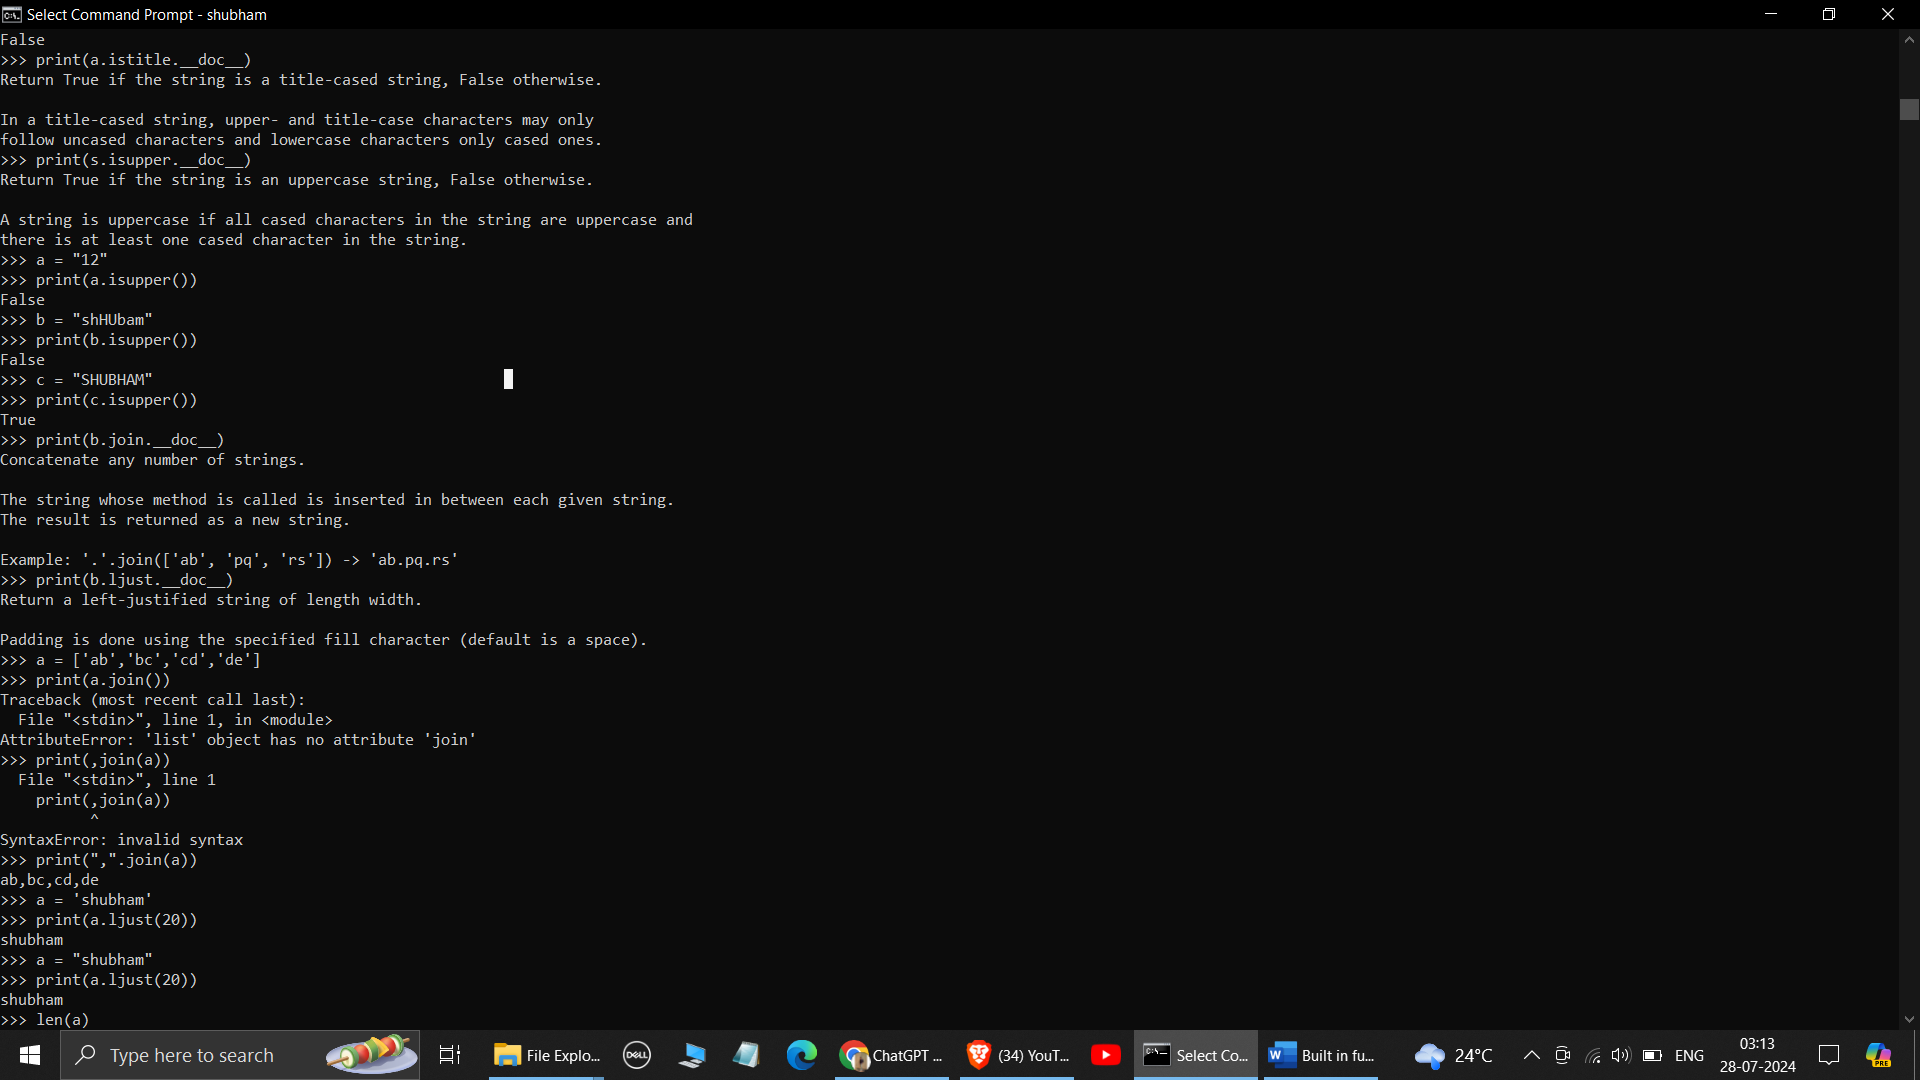 Select Command Prompt - shubham
False
>>> print(a.istitle.__doc__)
Return True if the string is a title-cased string, False otherwise.
In a title-cased string, upper- and title-case characters may only
follow uncased characters and lowercase characters only cased ones.
>>> print(s.isupper.__doc__)
Return True if the string is an uppercase string, False otherwise.
A string is uppercase if all cased characters in the string are uppercase and
there is at least one cased character in the string.
>>> a = "12"
>>> print(a.isupper())
False
>>> b = "shHUbam"
>>> print(b.isupper())
False
>>> c = "SHUBHAM"
>>> print(c.isupper())
True
>>> print(b.join.__doc__)
Concatenate any number of strings.
The string whose method is called is inserted in between each given string.
The result is returned as a new string.
Example: '.'.join(['ab', 'pq', 'rs']) -> 'ab.pq.rs'
>>> print(b.ljust.__doc__)
Return a left-justified string of length width.
Padding is done using the specified fill character (default is a space).
>>> a = ['ab','bc','cd','de']
>>> print(a.join())
Traceback (most recent call last):
  File "<stdin>", line 1, in <module>
AttributeError: 'list' object has no attribute 'join'
>>> print(,join(a))
  File "<stdin>", line 1
    print(,join(a))
          ^
SyntaxError: invalid syntax
>>> print(",".join(a))
ab,bc,cd,de
>>> a = 'shubham'
>>> print(a.ljust(20))
shubham
>>> a = "shubham"
>>> print(a.ljust(20))
shubham
>>> len(a)
Type here to search
DELL
File Explo...
ChatGPT ...
(34) YouT...
Select Co...
Built in fu...
24°C
ENG
03:13
28-07-2024
PRE